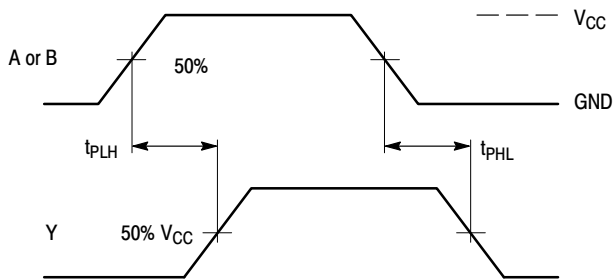 V_CC
A or B
50%
GND
t_PLH
t_PHL
Y
50% V_CC